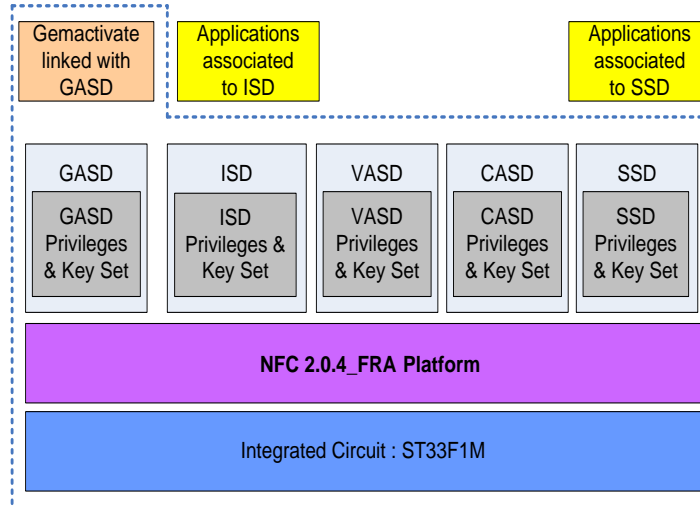 Gemactivate
linked with
GASD
Applications
associated
to ISD
Applications
associated
to SSD
GASD
GASD
Privileges
& Key Set
ISD
ISD
Privileges &
Key Set
VASD
VASD
Privileges
& Key Set
CASD
CASD
Privileges
& Key Set
SSD
SSD
Privileges
& Key Set
NFC 2.0.4_FRA Platform
Integrated Circuit : ST33F1M